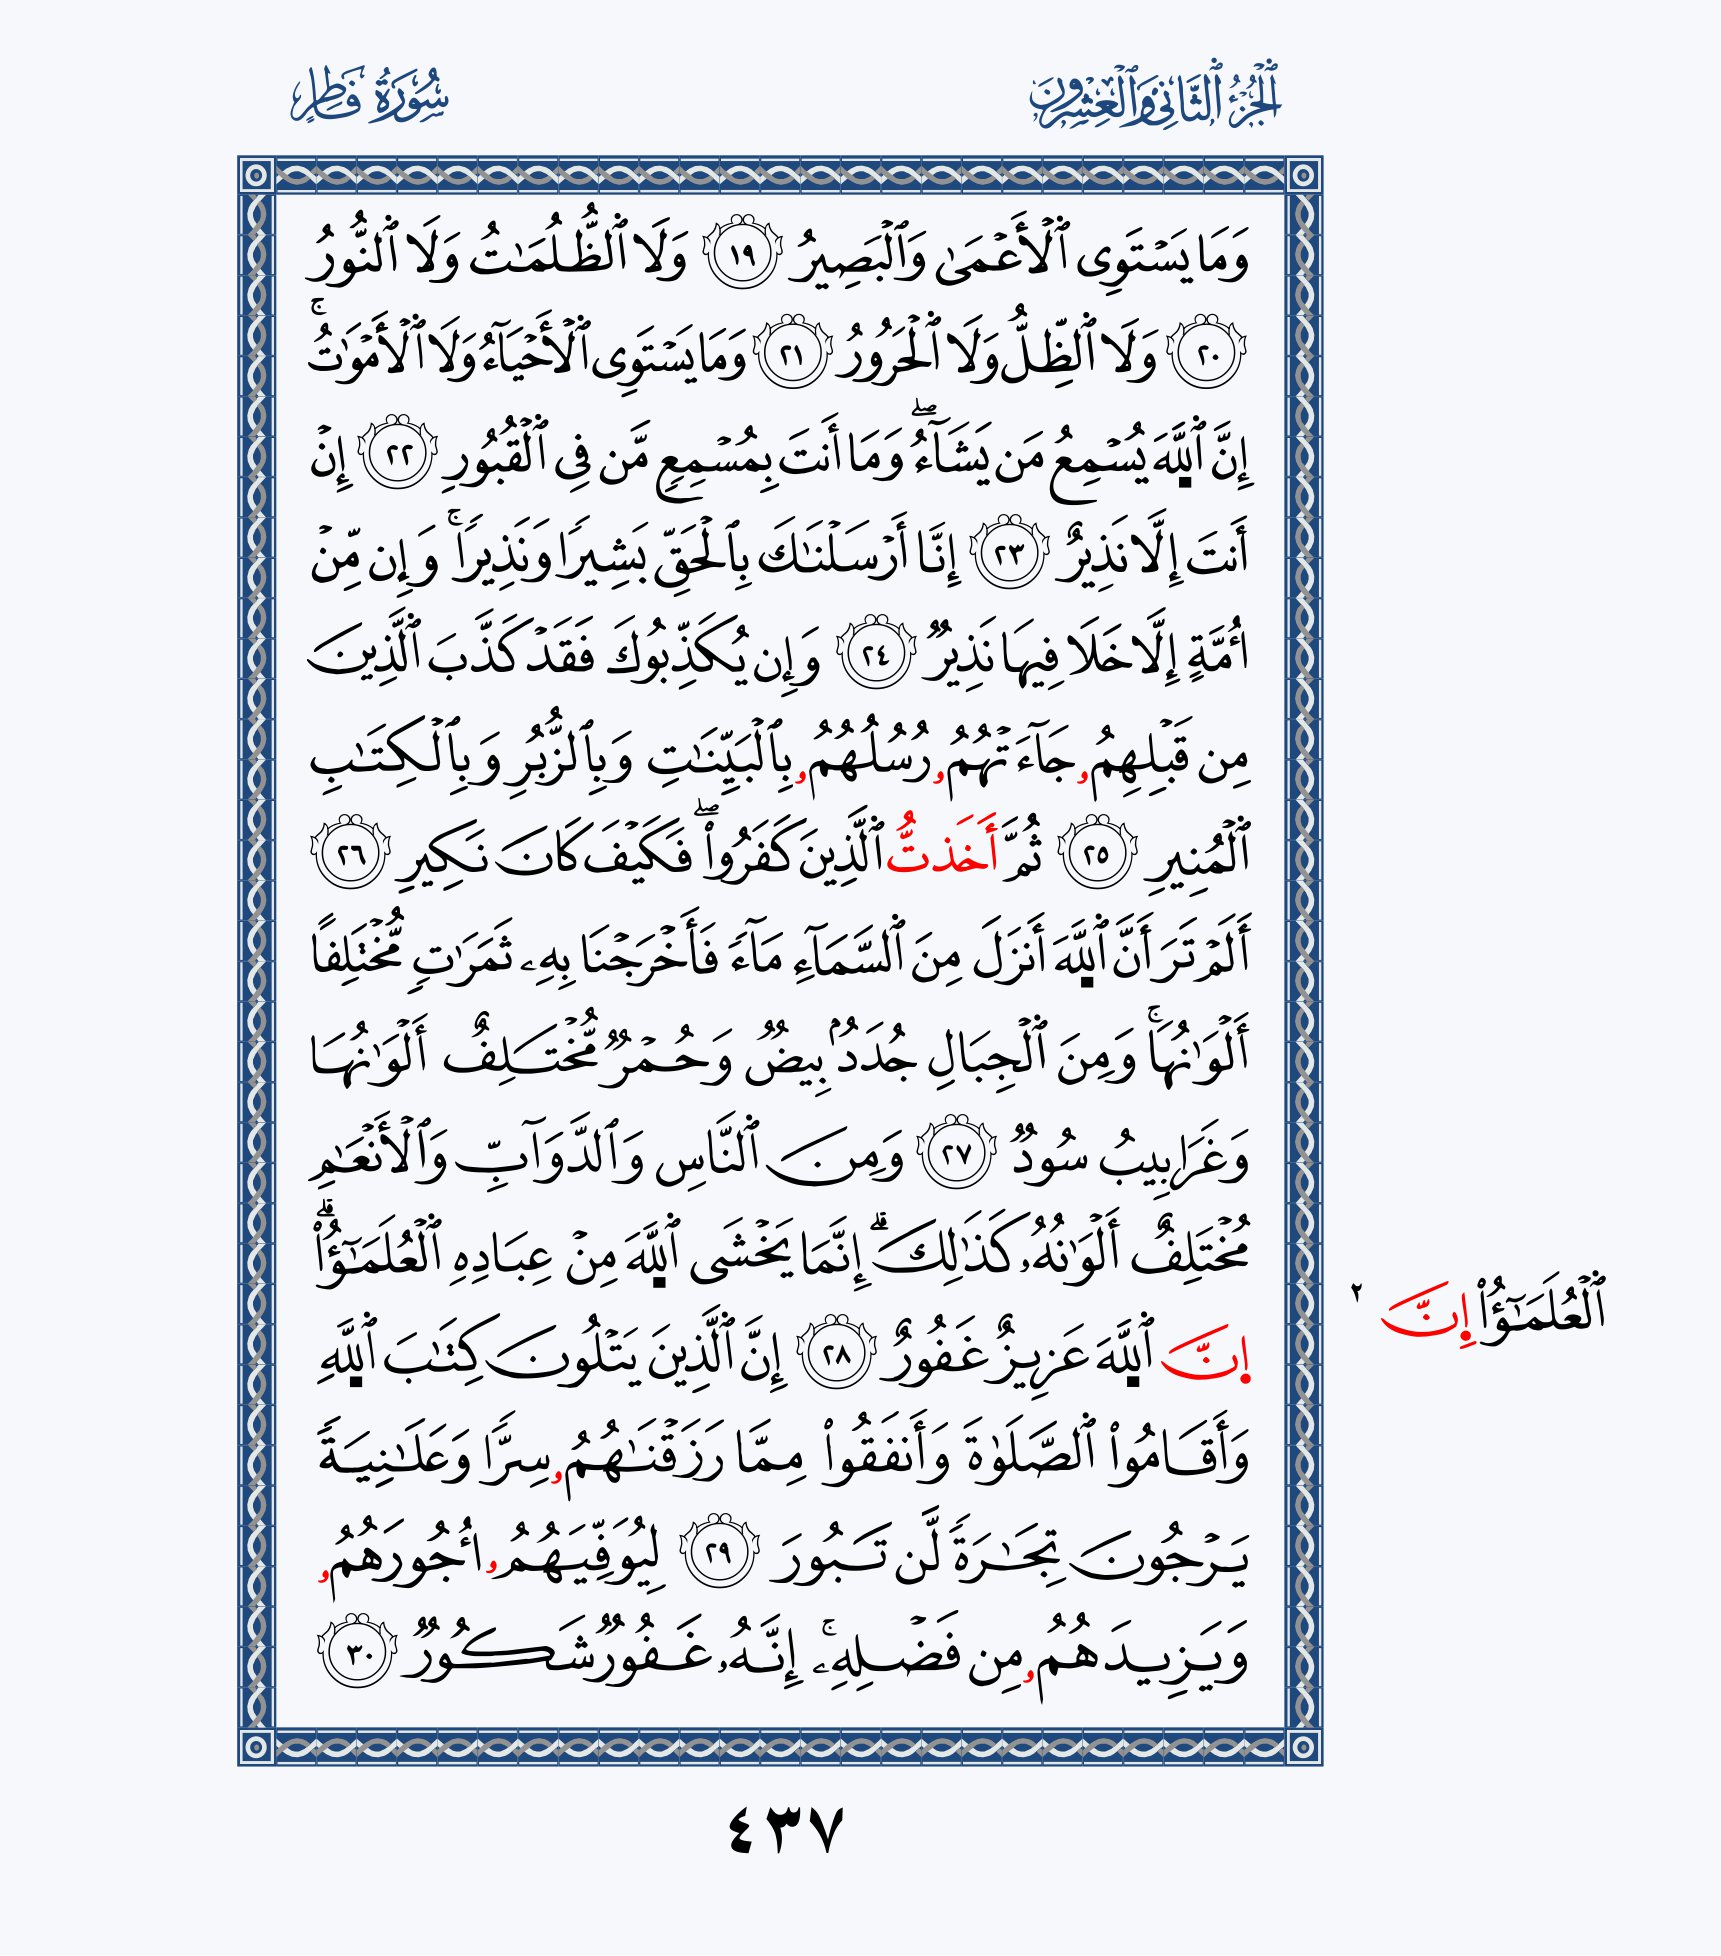 ٱلْجُزْءُ ٱلثَّانِي وَٱلْعِشْرُونَ
سُورَةُ فَاطِرٍ
وَمَا يَسْتَوِى ٱلْأَعْمَىٰ وَٱلْبَصِيرُ ١٩ وَلَا ٱلظُّلُمَٰتُ وَلَا ٱلنُّورُ
٢٠ وَلَا ٱلظِّلُّ وَلَا ٱلْحَرُورُ ٢١ وَمَا يَسْتَوِى ٱلْأَحْيَآءُ وَلَا ٱلْأَمْوَٰتُۚ
إِنَّ ٱللَّهَ يُسْمِعُ مَن يَشَآءُۖ وَمَا أَنتَ بِمُسْمِعٍ مَّن فِى ٱلْقُبُورِ ٢٢ إِنْ
أَنتَ إِلَّا نَذِيرٌ ٢٣ إِنَّا أَرْسَلْنَٰكَ بِٱلْحَقِّ بَشِيرًا وَنَذِيرًاۚ وَإِن مِّنْ
أُمَّةٍ إِلَّا خَلَا فِيهَا نَذِيرٌ ٢٤ وَإِن يُكَذِّبُوكَ فَقَدْ كَذَّبَ ٱلَّذِينَ
مِن قَبْلِهِمُۥ جَآءَتْهُمُۥ رُسُلُهُمُۥ بِٱلْبَيِّنَٰتِ وَبِٱلزُّبُرِ وَبِٱلْكِتَٰبِ
ٱلْمُنِيرِ ٢٥ ثُمَّ أَخَذتُّ ٱلَّذِينَ كَفَرُوا۟ۖ فَكَيْفَ كَانَ نَكِيرِ ٢٦
أَلَمْ تَرَ أَنَّ ٱللَّهَ أَنزَلَ مِنَ ٱلسَّمَآءِ مَآءً فَأَخْرَجْنَا بِهِۦ ثَمَرَٰتٍ مُّخْتَلِفًا
أَلْوَٰنُهَاۚ وَمِنَ ٱلْجِبَالِ جُدَدُۢ بِيضٌ وَحُمْرٌ مُّخْتَلِفٌ أَلْوَٰنُهَا
وَغَرَابِيبُ سُودٌ ٢٧ وَمِنَ ٱلنَّاسِ وَٱلدَّوَآبِّ وَٱلْأَنْعَٰمِ
مُخْتَلِفٌ أَلْوَٰنُهُۥ كَذَٰلِكَۗ إِنَّمَا يَخْشَى ٱللَّهَ مِنْ عِبَادِهِ ٱلْعُلَمَٰٓؤُا۟ۗ
اِنَّ ٱللَّهَ عَزِيزٌ غَفُورٌ ٢٨ إِنَّ ٱلَّذِينَ يَتْلُونَ كِتَٰبَ ٱللَّهِ
وَأَقَامُوا۟ ٱلصَّلَوٰةَ وَأَنفَقُوا۟ مِمَّا رَزَقْنَٰهُمُۥ سِرًّا وَعَلَٰنِيَةً
يَرْجُونَ تِجَٰرَةً لَّن تَبُورَ ٢٩ لِيُوَفِّيَهُمُۥ أُجُورَهُمُۥ
وَيَزِيدَهُمُۥ مِن فَضْلِهِۦۚ إِنَّهُۥ غَفُورٌ شَكُورٌ ٣٠
ٱلْعُلَمَٰٓؤُا۟ اِنَّ ٢
٤٣٧